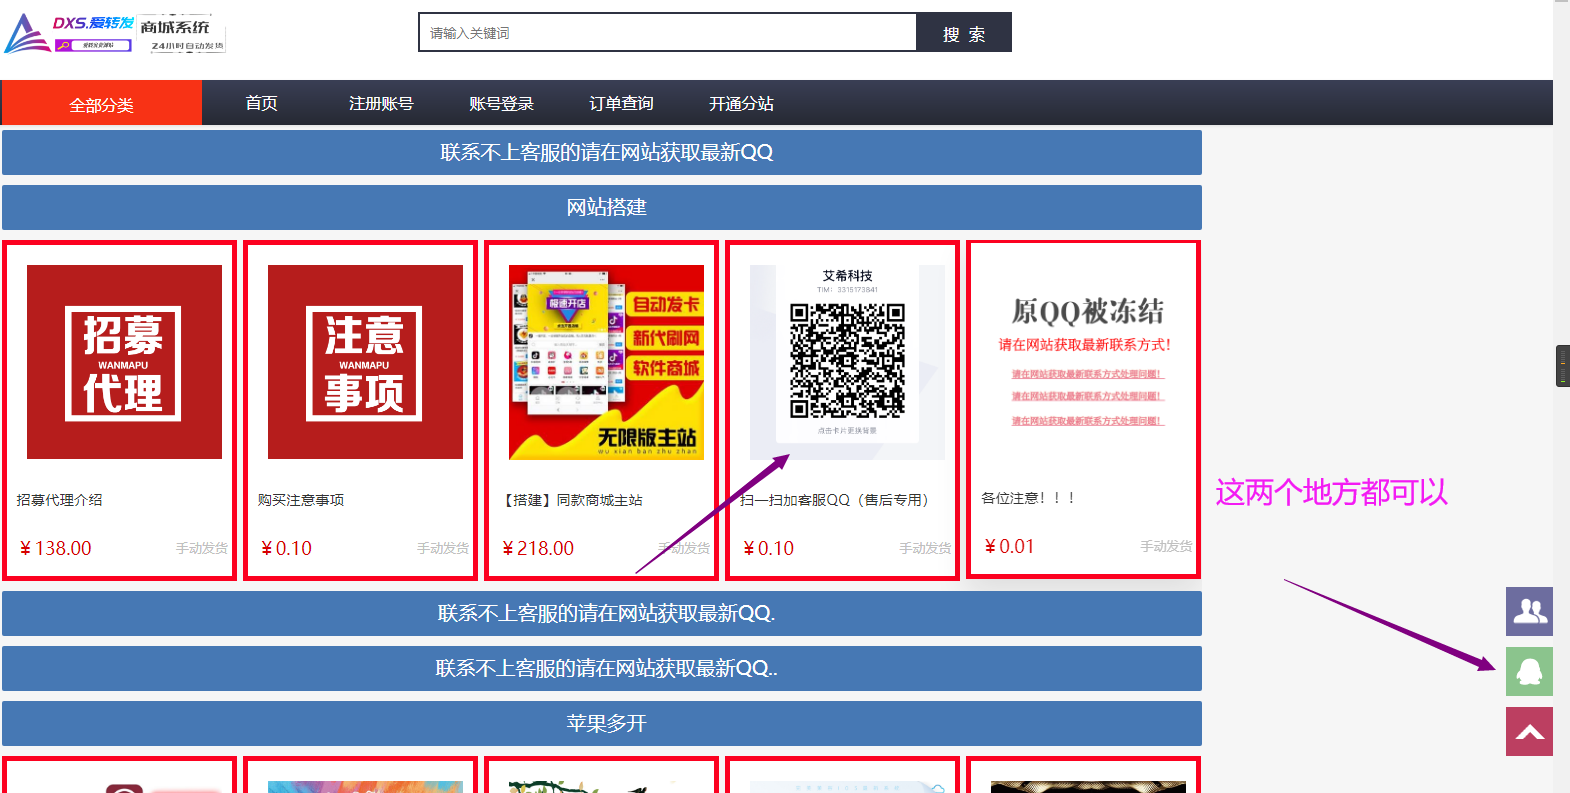 DXS.爱转发
商城系统
24小时自动发货
请输入关键词
搜 索
全部分类
首页
注册账号
账号登录
订单查询
开通分站
联系不上客服的请在网站获取最新QQ
网站搭建
招募
WANMAPU
代理
招募代理介绍
¥ 138.00
手动发货
注意
WANMAPU
事项
购买注意事项
¥ 0.10
手动发货
极速开店
自动发卡
新代刷网
软件商城
无限版主站
wu xian ban zhu zhan
【搭建】同款商城主站
¥ 218.00
手动发货
艾希科技
TIM: 3315173841
点击卡片更换背景
扫一扫加客服QQ（售后专用）
¥ 0.10
手动发货
原QQ被冻结
请在网站获取最新联系方式！
请在网站获取最新联系方式处理问题！
请在网站获取最新联系方式处理问题！
请在网站获取最新联系方式处理问题！
各位注意！！！
¥ 0.01
手动发货
这两个地方都可以
联系不上客服的请在网站获取最新QQ.
联系不上客服的请在网站获取最新QQ..
苹果多开